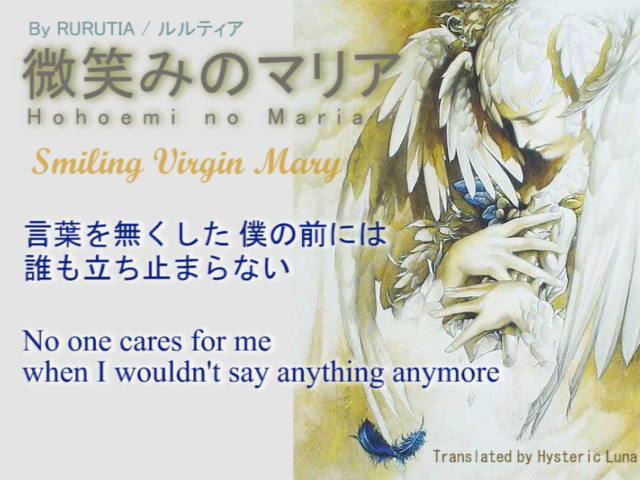 By RURUTIA / ルルティア
微笑みのマリア
Hohoemi no Maria
Smiling Virgin Mary
言葉を無くした 僕の前には
誰も立ち止まらない
No one cares for me
when I wouldn't say anything anymore
Translated by Hysteric Luna